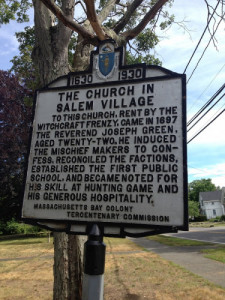 1630 1930
THE CHURCH IN
SALEM VILLAGE
TO THIS CHURCH, RENT BY THE
WITCHCRAFT FRENZY, CAME IN 1697
THE REVEREND JOSEPH GREEN,
AGED TWENTY-TWO. HE INDUCED
THE MISCHIEF MAKERS TO CON-
FESS, RECONCILED THE FACTIONS,
ESTABLISHED THE FIRST PUBLIC
SCHOOL, AND BECAME NOTED FOR
HIS SKILL AT HUNTING GAME AND
HIS GENEROUS HOSPITALITY.
MASSACHUSETTS BAY COLONY
TERCENTENARY COMMISSION